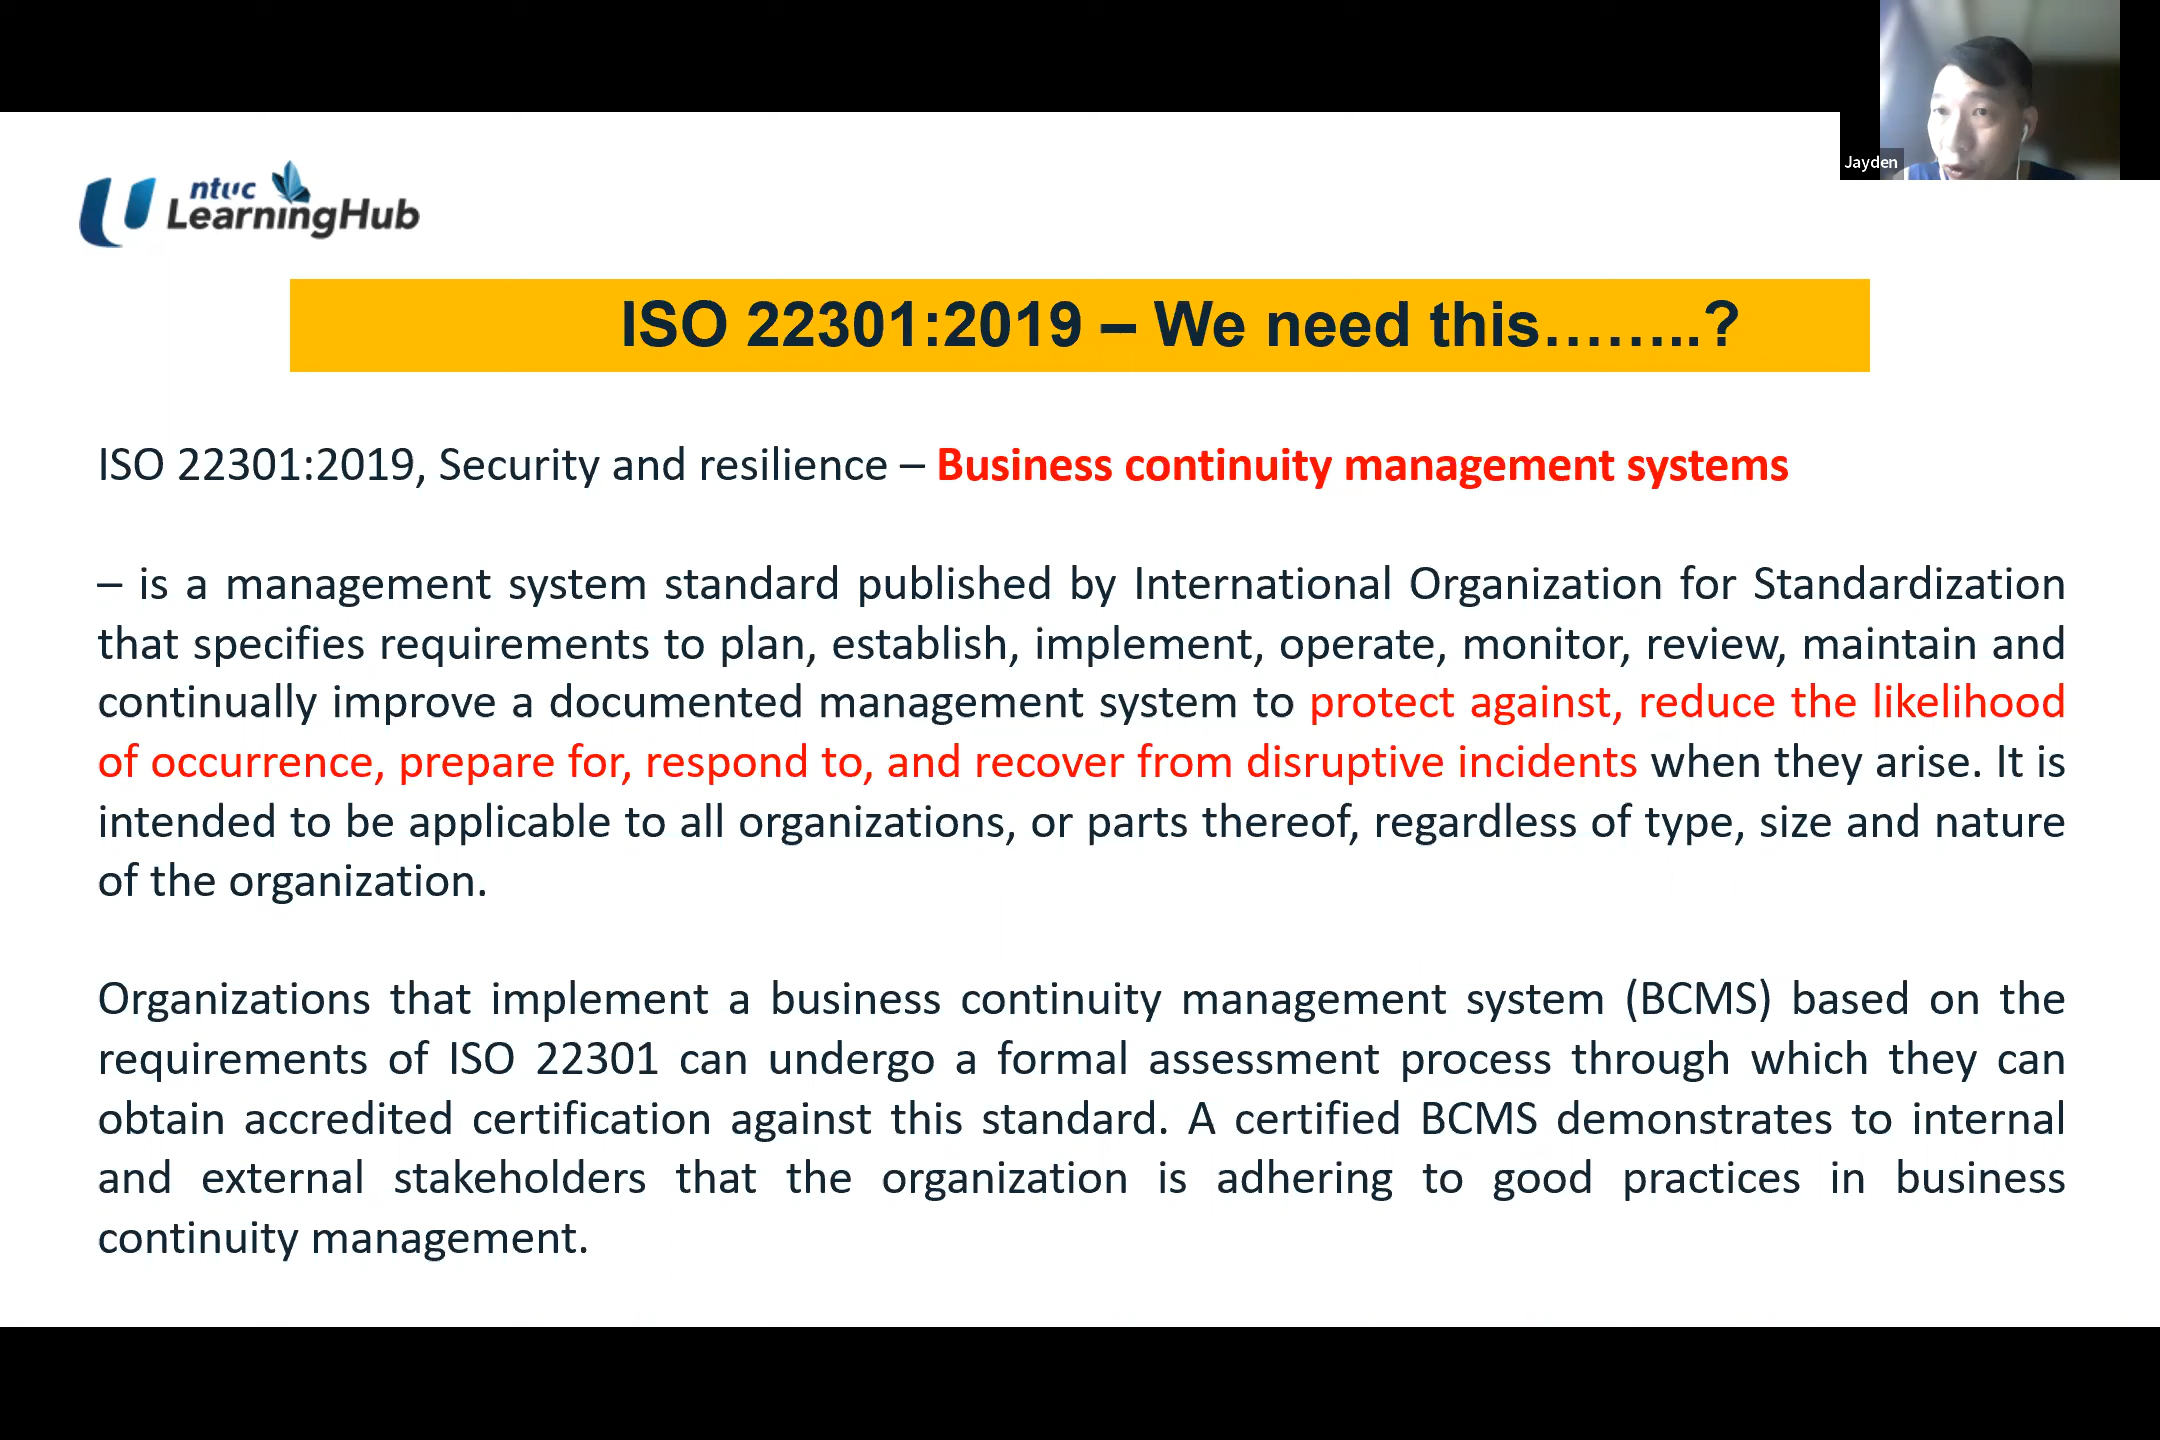 Jayden
ntuc
LearningHub
ISO 22301:2019 – We need this……..?
ISO 22301:2019, Security and resilience – Business continuity management systems
– is a management system standard published by International Organization for Standardization
that specifies requirements to plan, establish, implement, operate, monitor, review, maintain and
continually improve a documented management system to protect against, reduce the likelihood
of occurrence, prepare for, respond to, and recover from disruptive incidents when they arise. It is
intended to be applicable to all organizations, or parts thereof, regardless of type, size and nature
of the organization.
Organizations that implement a business continuity management system (BCMS) based on the
requirements of ISO 22301 can undergo a formal assessment process through which they can
obtain accredited certification against this standard. A certified BCMS demonstrates to internal
and external stakeholders that the organization is adhering to good practices in business
continuity management.